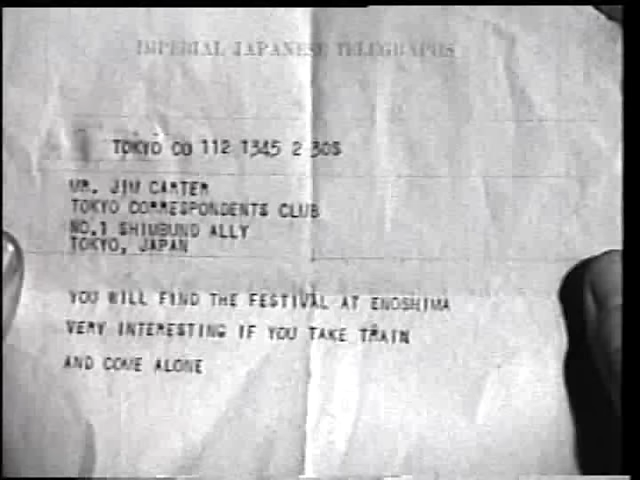 IMPERIAL JAPANESE TELEGRAPHS
TOKYO CO 112 1345 2 30S
MR. JIM CARTER
TOKYO CORRESPONDENTS CLUB
NO.1 SHIMBUND ALLY
TOKYO, JAPAN
YOU WILL FIND THE FESTIVAL AT ENOSHIMA
VERY INTERESTING IF YOU TAKE TRAIN
AND COME ALONE